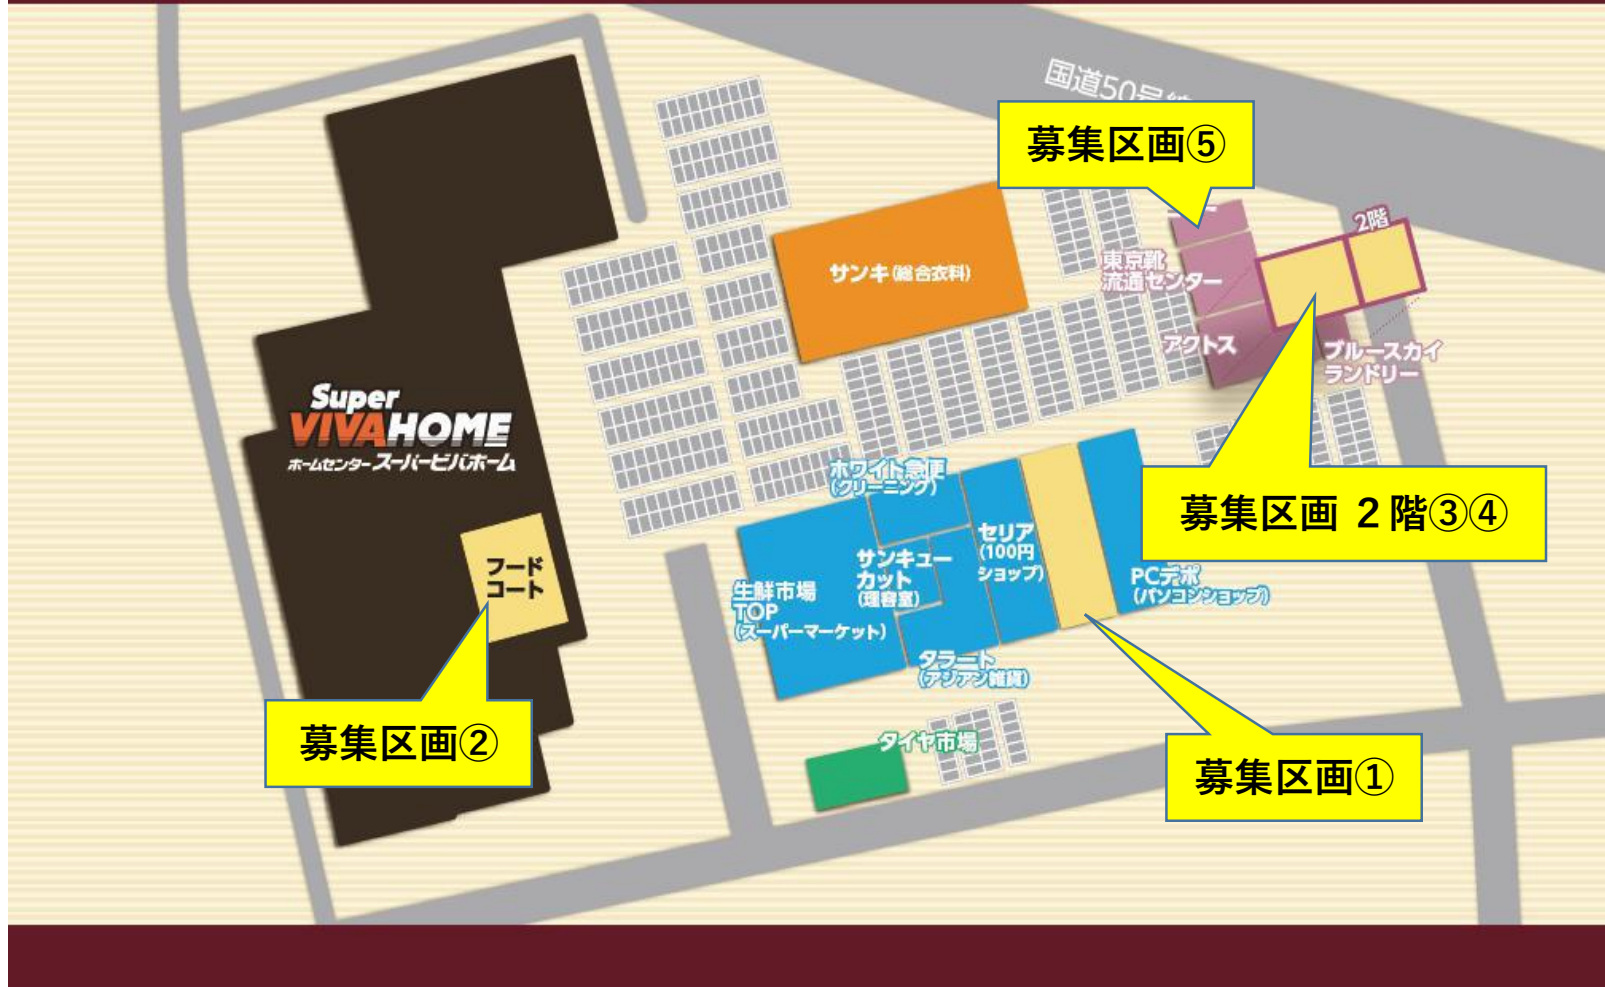 国道50号線
募集区画⑤
2階
サンキ(総合衣料)
東京靴
流通センター
アクトス
ブルースカイ
ランドリー
Super
VIVAHOME
ホームセンター スーパービバホーム
ホワイト急便
(クリーニング)
募集区画 2階③④
フード
コート
サンキュー
カット
(理容室)
セリア
(100円
ショップ)
PCデポ
(パソコンショップ)
生鮮市場
TOP
(スーパーマーケット)
タラート
(アジアン雑貨)
募集区画②
タイヤ市場
募集区画①